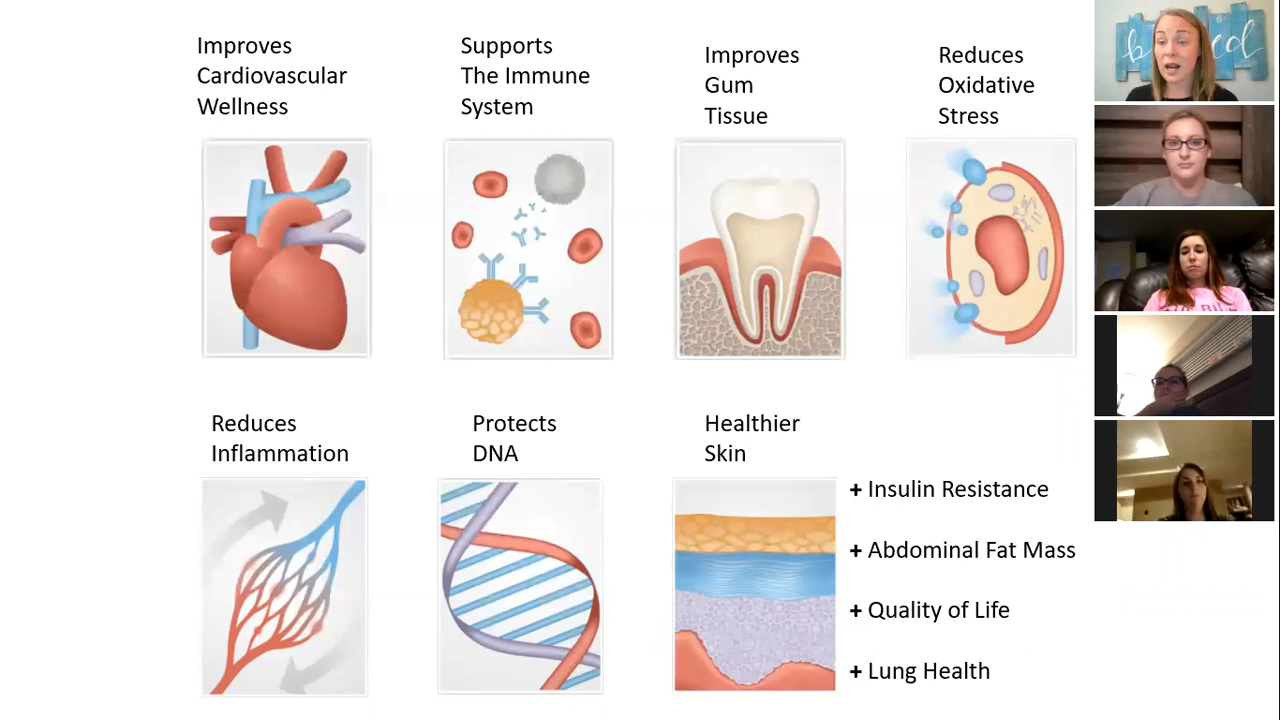 Improves
Cardiovascular
Wellness
Supports
The Immune
System
Improves
Gum
Tissue
Reduces
Oxidative
Stress
Reduces
Inflammation
Protects
DNA
Healthier
Skin
+ Insulin Resistance
+ Abdominal Fat Mass
+ Quality of Life
+ Lung Health